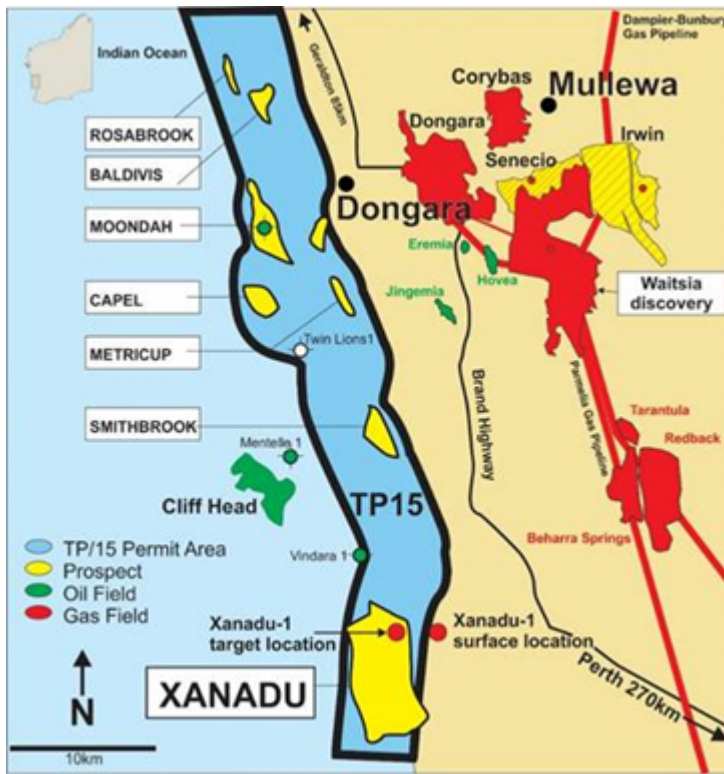 Indian Ocean
Geraldton 85km
Dampier-Bunbury
Gas Pipeline
Corybas
Mullewa
Dongara
Irwin
Senecio
ROSABROOK
BALDIVIS
MOONDAH
Dongara
Eremia
Hovea
Waitsia
discovery
CAPEL
Jingemia
METRICUP
Twin Lions1
Brand Highway
Parmelia Gas Pipeline
Tarantula
Redback
SMITHBROOK
Mentelle 1
Cliff Head
TP15
Beharra Springs
TP/15 Permit Area
Prospect
Oil Field
Gas Field
Vindara 1
Xanadu-1
target location
Xanadu-1
surface location
XANADU
Perth 270km
N
10km